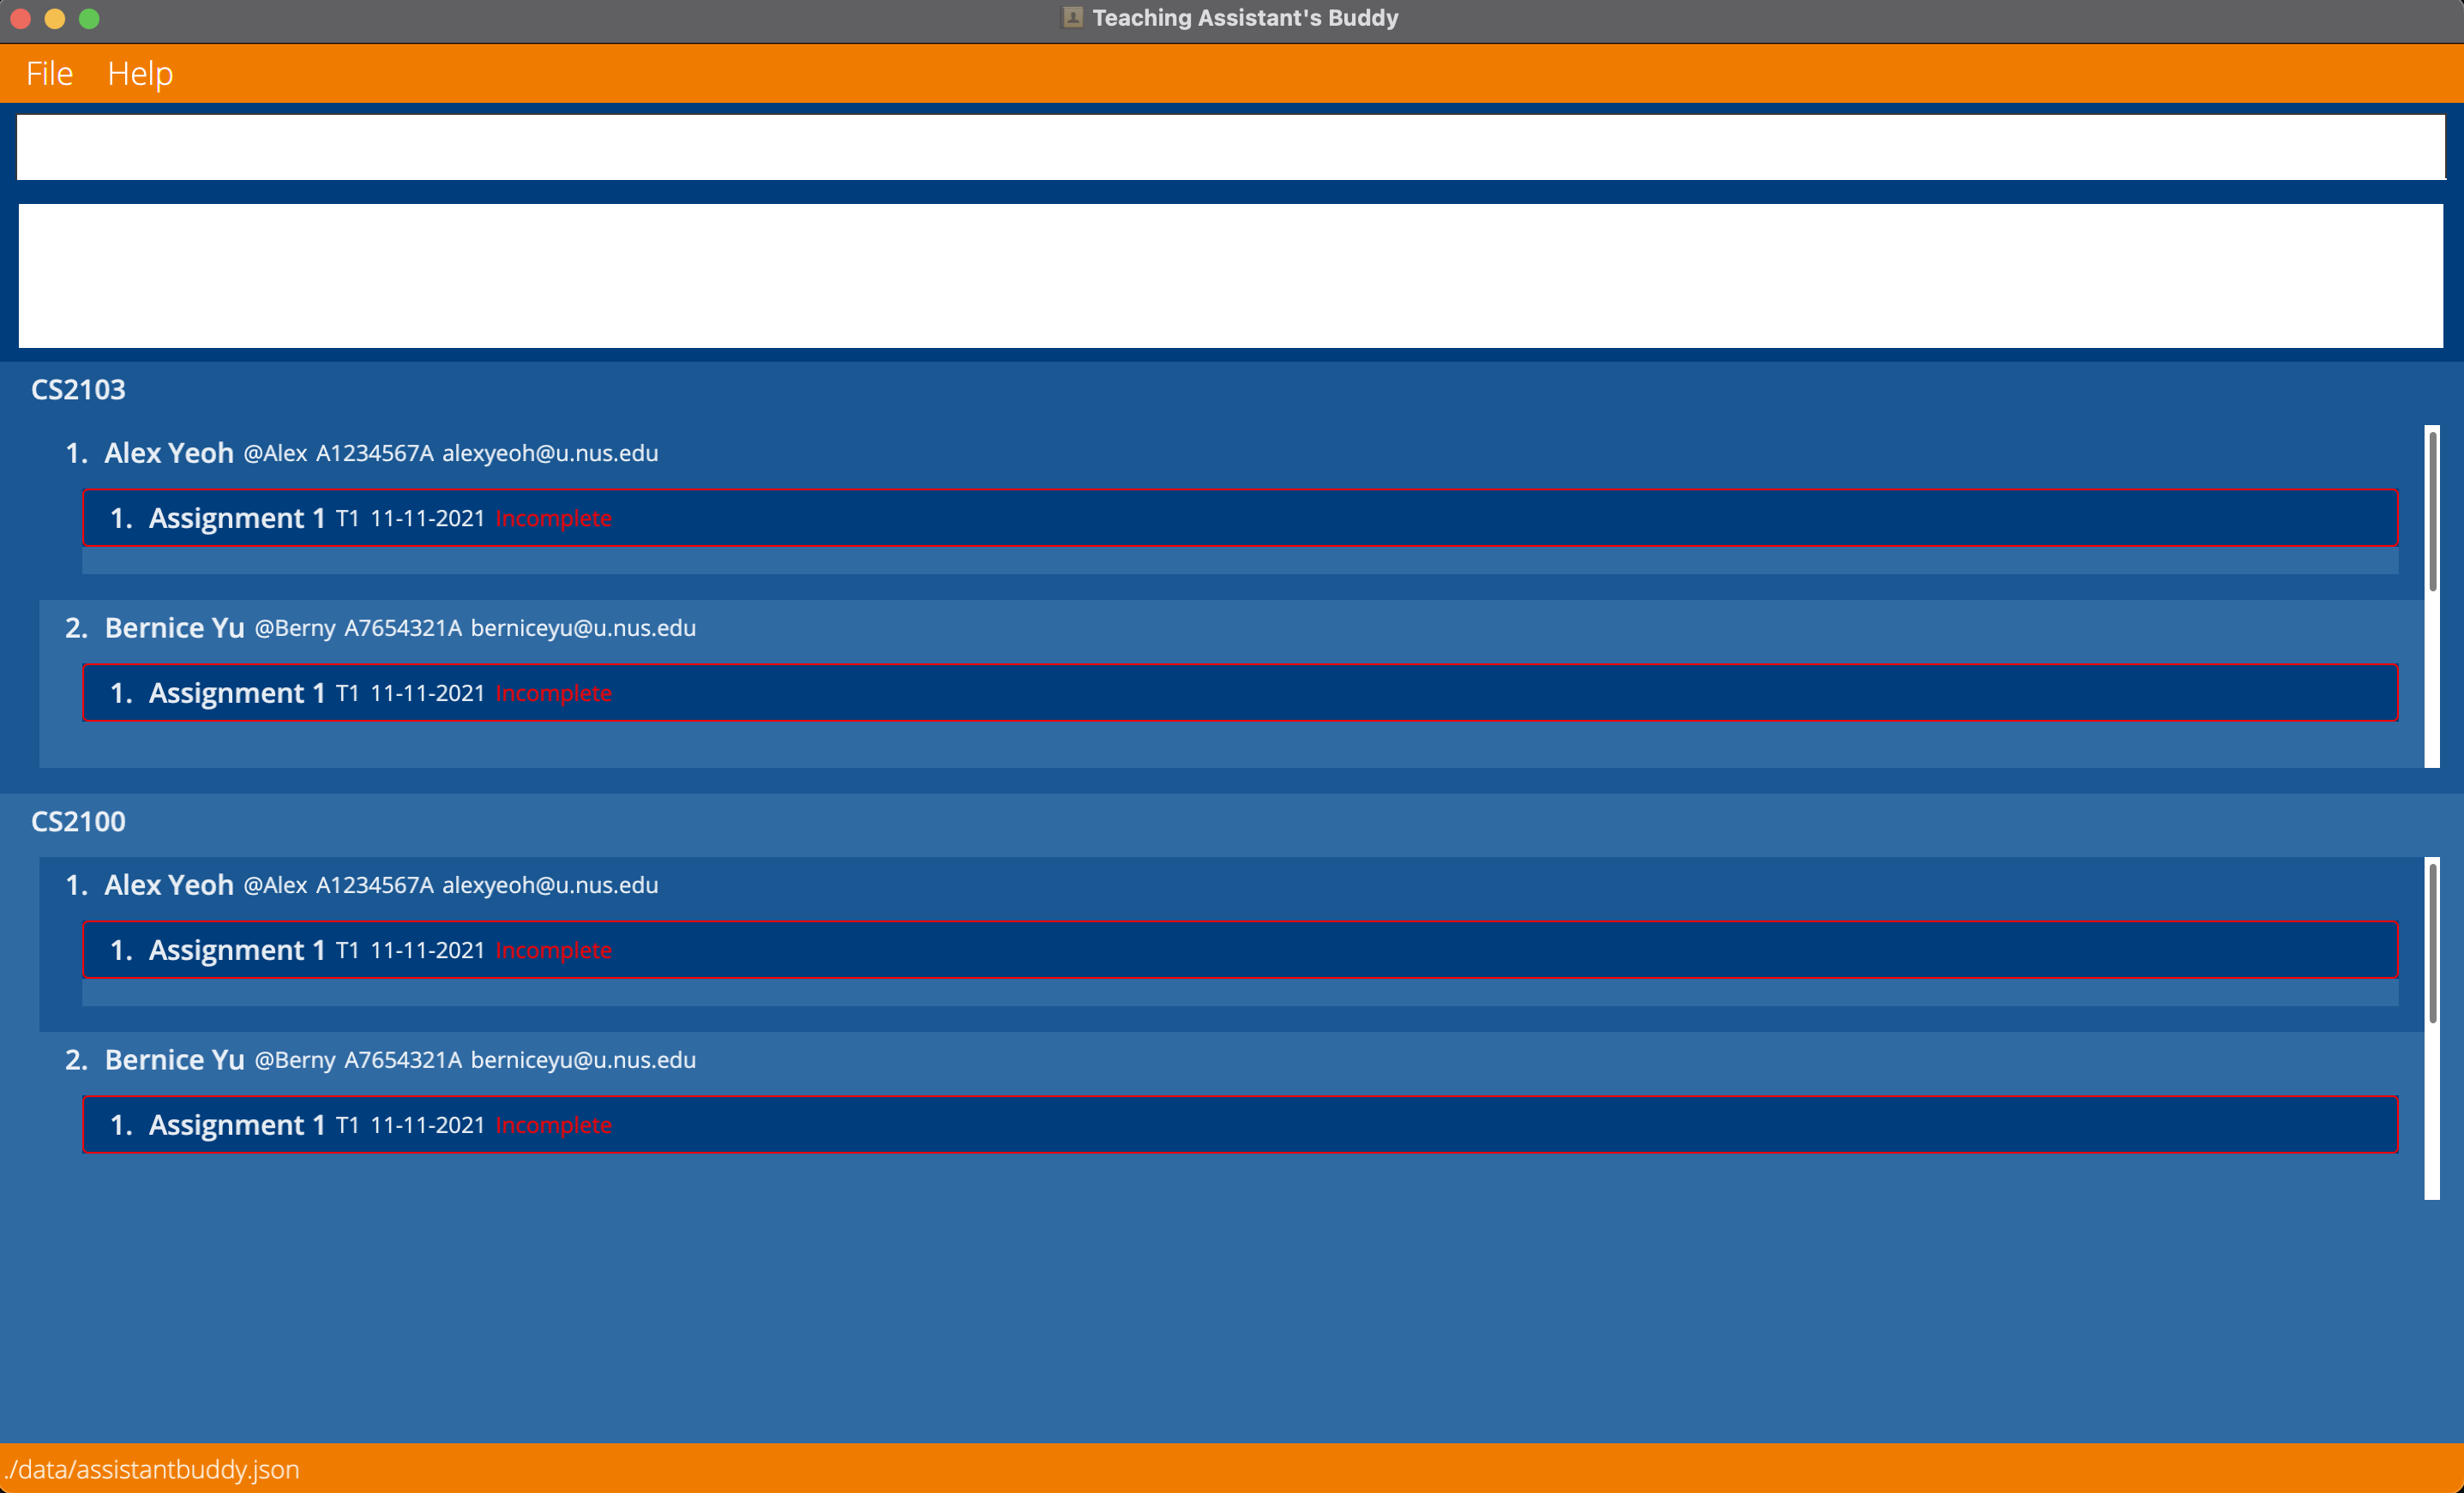 Teaching Assistant's Buddy
File Help
CS2103
1. Alex Yeoh @Alex A1234567A alexyeoh@u.nus.edu
1. Assignment 1 T1 11-11-2021 Incomplete
2. Bernice Yu @Berny A7654321A berniceyu@u.nus.edu
1. Assignment 1 T1 11-11-2021 Incomplete
CS2100
1. Alex Yeoh @Alex A1234567A alexyeoh@u.nus.edu
1. Assignment 1 T1 11-11-2021 Incomplete
2. Bernice Yu @Berny A7654321A berniceyu@u.nus.edu
1. Assignment 1 T1 11-11-2021 Incomplete
./data/assistantbuddy.json